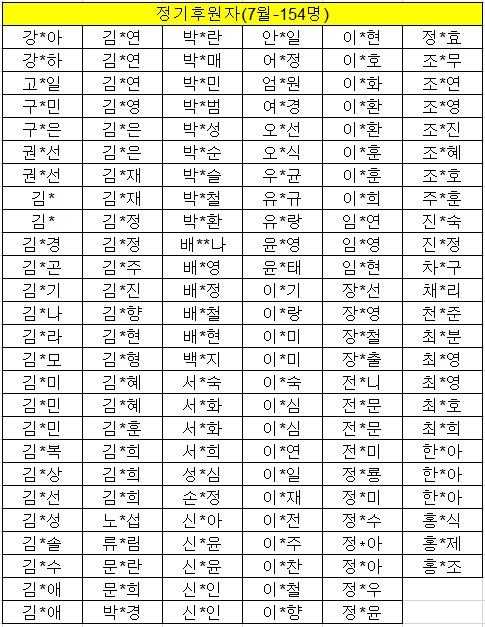 정기후원자(7월-154명)
강*아 김*연 박*란 안*일 이*현 정*효
강*하 김*연 박*매 어*정 이*호 조*무
고*일 김*연 박*민 엄*원 이*화 조*연
구*민 김*영 박*범 여*경 이*환 조*영
구*은 김*은 박*성 오*선 이*환 조*진
권*선 김*은 박*순 오*식 이*훈 조*혜
권*선 김*재 박*슬 우*균 이*훈 조*호
김* 김*재 박*철 유*규 이*희 주*훈
김* 김*정 박*환 유*랑 임*연 진*숙
김*경 김*정 배**나 윤*영 임*영 진*정
김*곤 김*주 배*영 윤*태 임*현 차*구
김*기 김*진 배*정 이*기 장*선 채*리
김*나 김*향 배*철 이*랑 장*영 천*준
김*라 김*현 배*현 이*미 장*철 최*분
김*모 김*형 백*지 이*미 장*출 최*영
김*미 김*혜 서*숙 이*숙 전*니 최*영
김*민 김*혜 서*화 이*심 전*문 최*호
김*민 김*훈 서*화 이*심 전*문 최*희
김*복 김*희 서*희 이*연 전*미 한*아
김*상 김*희 성*심 이*일 정*룡 한*아
김*선 김*희 손*정 이*재 정*미 한*아
김*성 노*섭 신*아 이*전 정*수 홍*식
김*솔 류*림 신*윤 이*주 정*아 홍*제
김*수 문*란 신*윤 이*찬 정*아 홍*조
김*애 문*희 신*인 이*철 정*우
김*애 박*경 신*인 이*향 정*윤